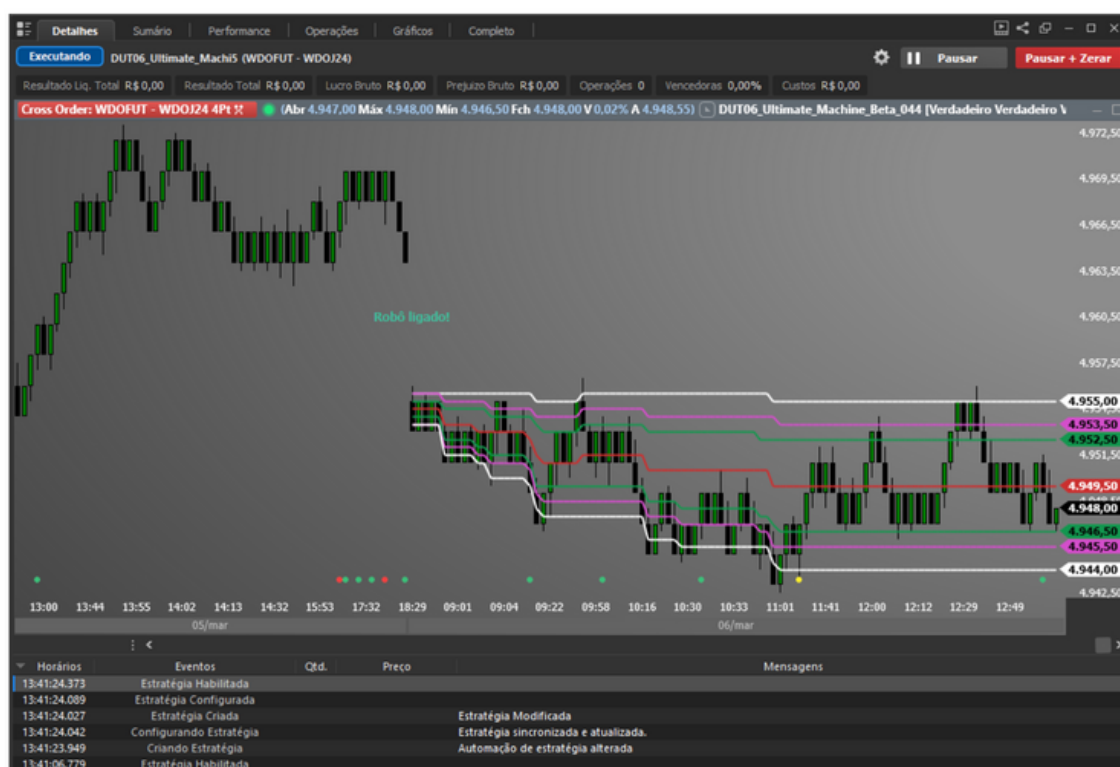 Detalhes Sumário Performance Operações Gráficos Completo
Executando DUT06_Ultimate_Machi5 (WDOFUT - WDOJ24) Pausar Pausar + Zerar
Resultado Liq. Total R$ 0,00 Resultado Total R$ 0,00 Lucro Bruto R$ 0,00 Prejuizo Bruto R$ 0,00 Operações 0 Vencedoras 0,00% Custos R$ 0,00
Cross Order: WDOFUT - WDOJ24 4Pt (Abr 4.947,00 Máx 4.948,00 Mín 4.946,50 Fch 4.948,00 V 0,02% A 4.948,55) DUT06_Ultimate_Machine_Beta_044 [Verdadeiro Verdadeiro V
4.972,50
4.969,50
4.966,50
4.963,50
Robô ligado!
4.960,50
4.957,50
4.955,00
4.953,50
4.952,50
4.951,50
4.949,50
4.948,00
4.946,50
4.945,50
4.944,00
4.942,50
13:00 13:44 13:55 14:02 14:13 14:32 15:53 17:32 18:29 09:01 09:04 09:22 09:58 10:16 10:30 10:33 11:01 11:41 12:00 12:12 12:29 12:49
05/mar 06/mar
Horários Eventos Qtd. Preço Mensagens
13:41:24.373 Estratégia Habilitada
13:41:24.089 Estratégia Configurada
13:41:24.027 Estratégia Criada Estratégia Modificada
13:41:24.042 Configurando Estratégia Estratégia sincronizada e atualizada.
13:41:23.949 Criando Estratégia Automação de estratégia alterada
13:41:06.779 Estratégia Habilitada